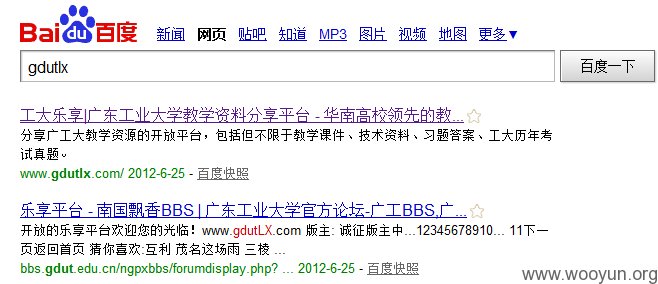 Bai du 百度 新闻 网页 贴吧 知道 MP3 图片 视频 地图 更多▼
gdutlx 百度一下
工大乐享|广东工业大学教学资料分享平台 - 华南高校领先的教...
分享广工大教学资源的开放平台，包括但不限于教学课件、技术资料、习题答案、工大历年考
试真题。
www.gdutlx.com/ 2012-6-25 - 百度快照
乐享平台 - 南国飘香BBS | 广东工业大学官方论坛-广工BBS,广...
开放的乐享平台欢迎您的光临！www.gdutLX.com 版主: 诚征版主中...12345678910... 11下一
页返回首页 猜你喜欢:互利 茂名这场雨 三棱 ...
bbs.gdut.edu.cn/ngpxbbs/forumdisplay.php? ... 2012-6-25 - 百度快照
www.wooyun.org